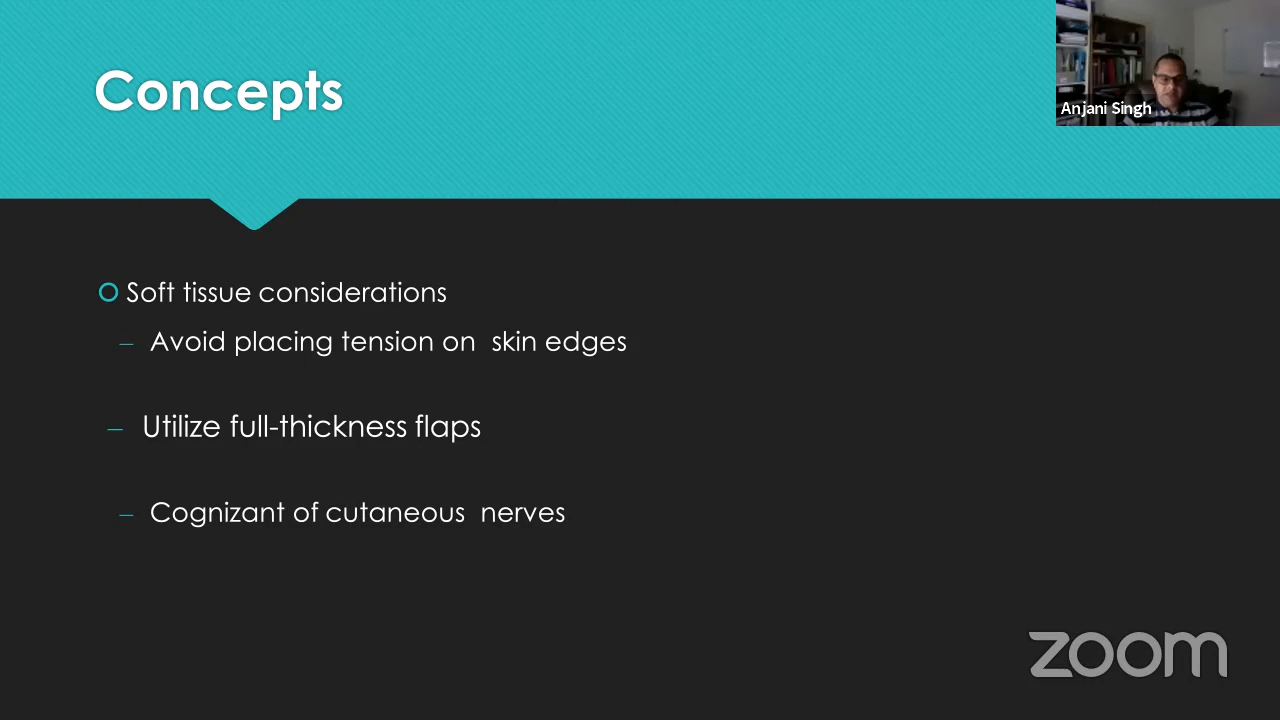 Concepts
Anjani Singh
Soft tissue considerations
– Avoid placing tension on skin edges
– Utilize full-thickness flaps
– Cognizant of cutaneous nerves
zoom